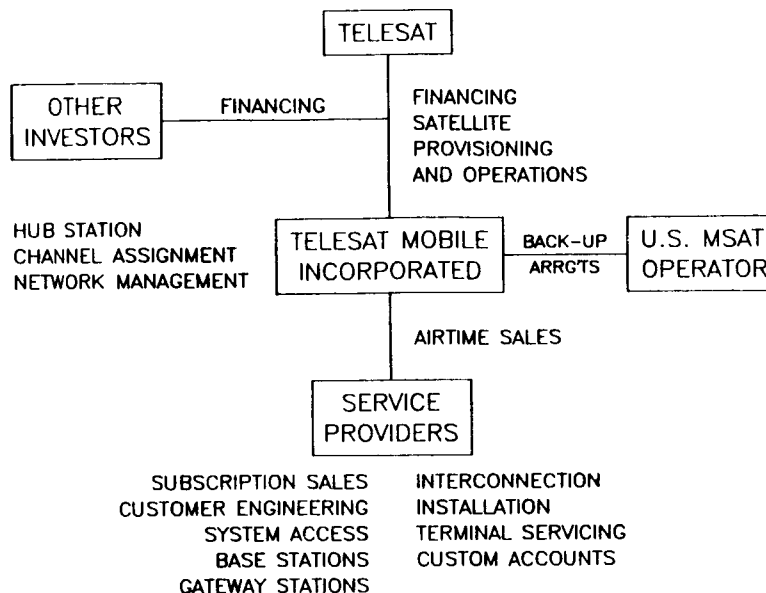 TELESAT
OTHER
INVESTORS
FINANCING
FINANCING
SATELLITE
PROVISIONING
AND OPERATIONS
HUB STATION
CHANNEL ASSIGNMENT
NETWORK MANAGEMENT
TELESAT MOBILE
INCORPORATED
BACK-UP
ARRG'TS
U.S. MSAT
OPERATOR
AIRTIME SALES
SERVICE
PROVIDERS
SUBSCRIPTION SALES
CUSTOMER ENGINEERING
SYSTEM ACCESS
BASE STATIONS
GATEWAY STATIONS
INTERCONNECTION
INSTALLATION
TERMINAL SERVICING
CUSTOM ACCOUNTS